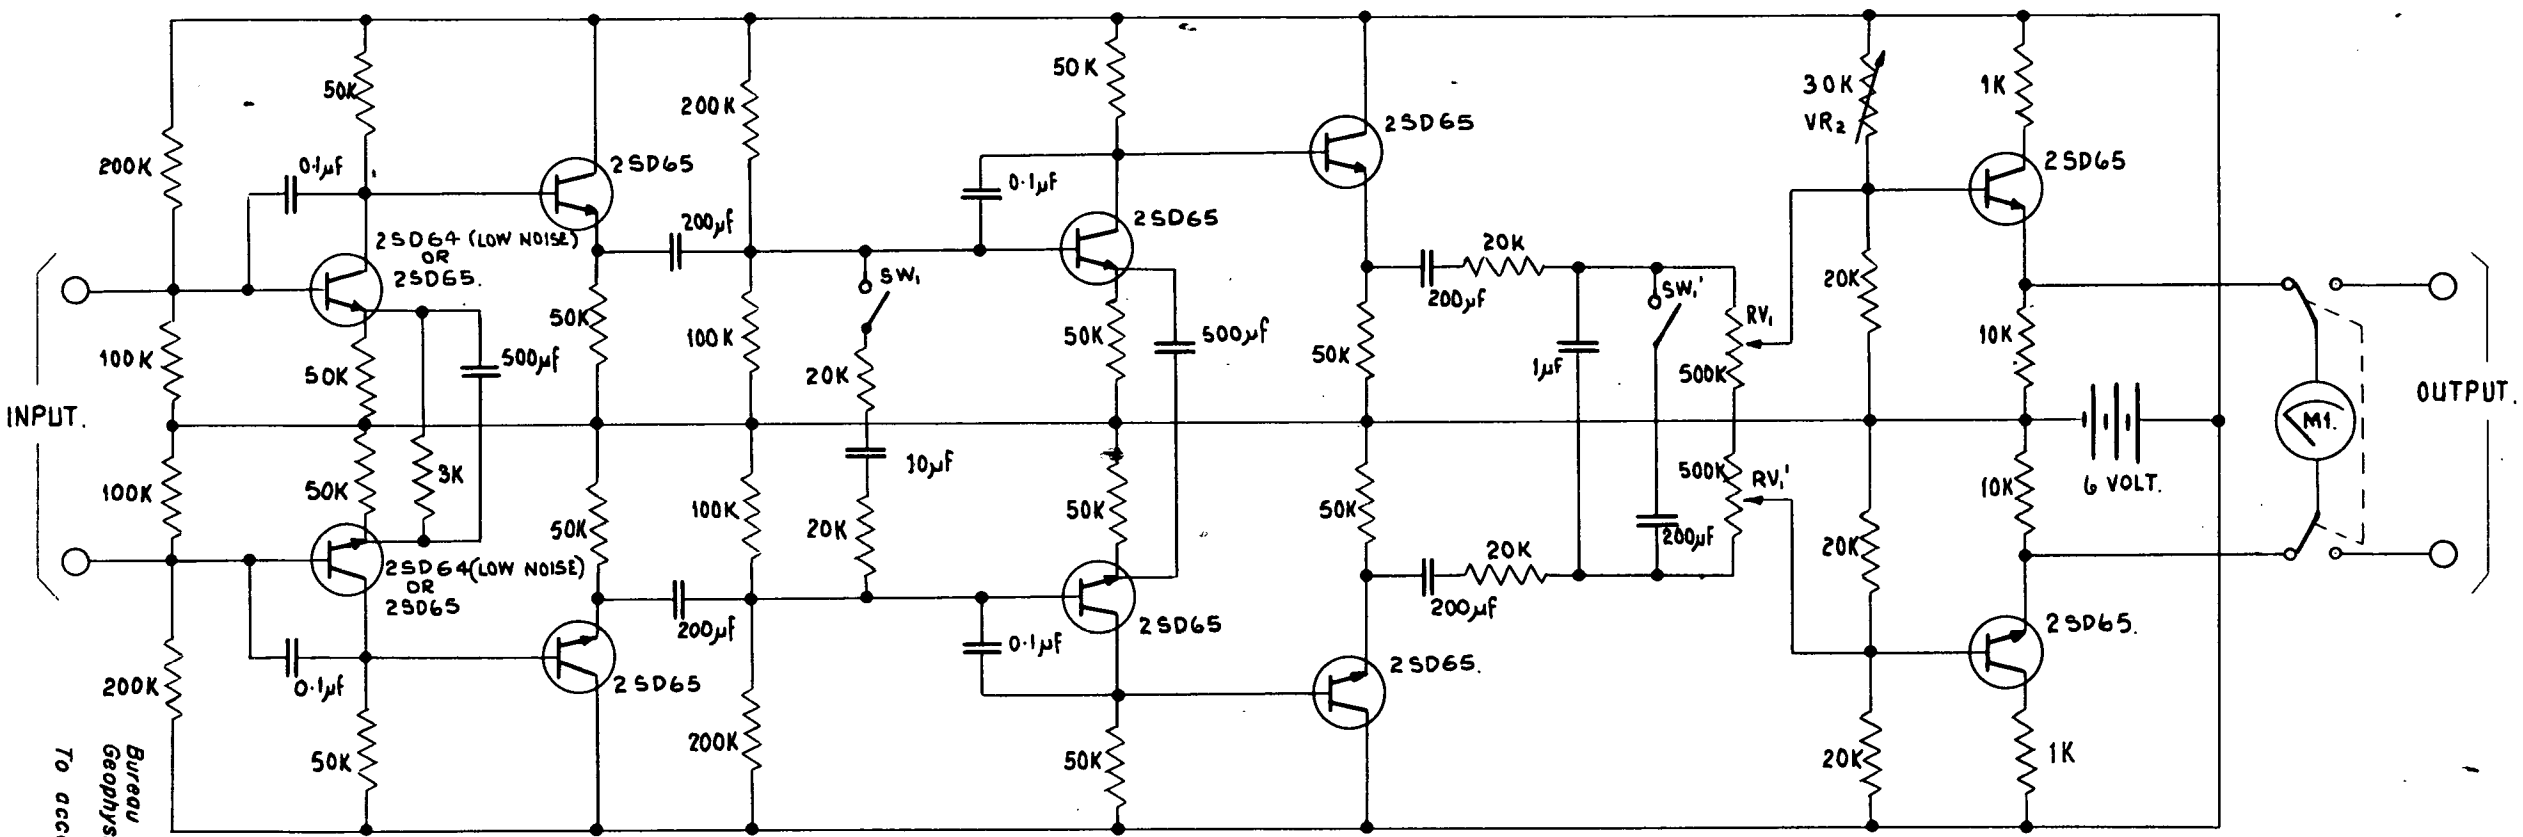 50K
200K
0.1µF
2SD64 (LOW NOISE)
OR
2SD65.
100K
50K
500µF
INPUT.
100K
50K
3K
2SD64 (LOW NOISE)
OR
2SD65
0.1µF
200K
50K
2SD65
200µF
50K
50K
200µF
2SD65
200K
100K
100K
200K
SW₁
20K
10µF
20K
50K
0.1µF
2SD65
50K
500µF
50K
2SD65
0.1µF
50K
2SD65
50K
50K
2SD65.
200µF
20K
1µF
SW₁'
200µF
20K
200µF
RV₁
500K
500K
RV₁'
30K
VR₂
20K
20K
20K
1K
2SD65
10K
10K
6 VOLT.
2SD65.
1K
M1.
OUTPUT.
Bureau
Geophys
To acc